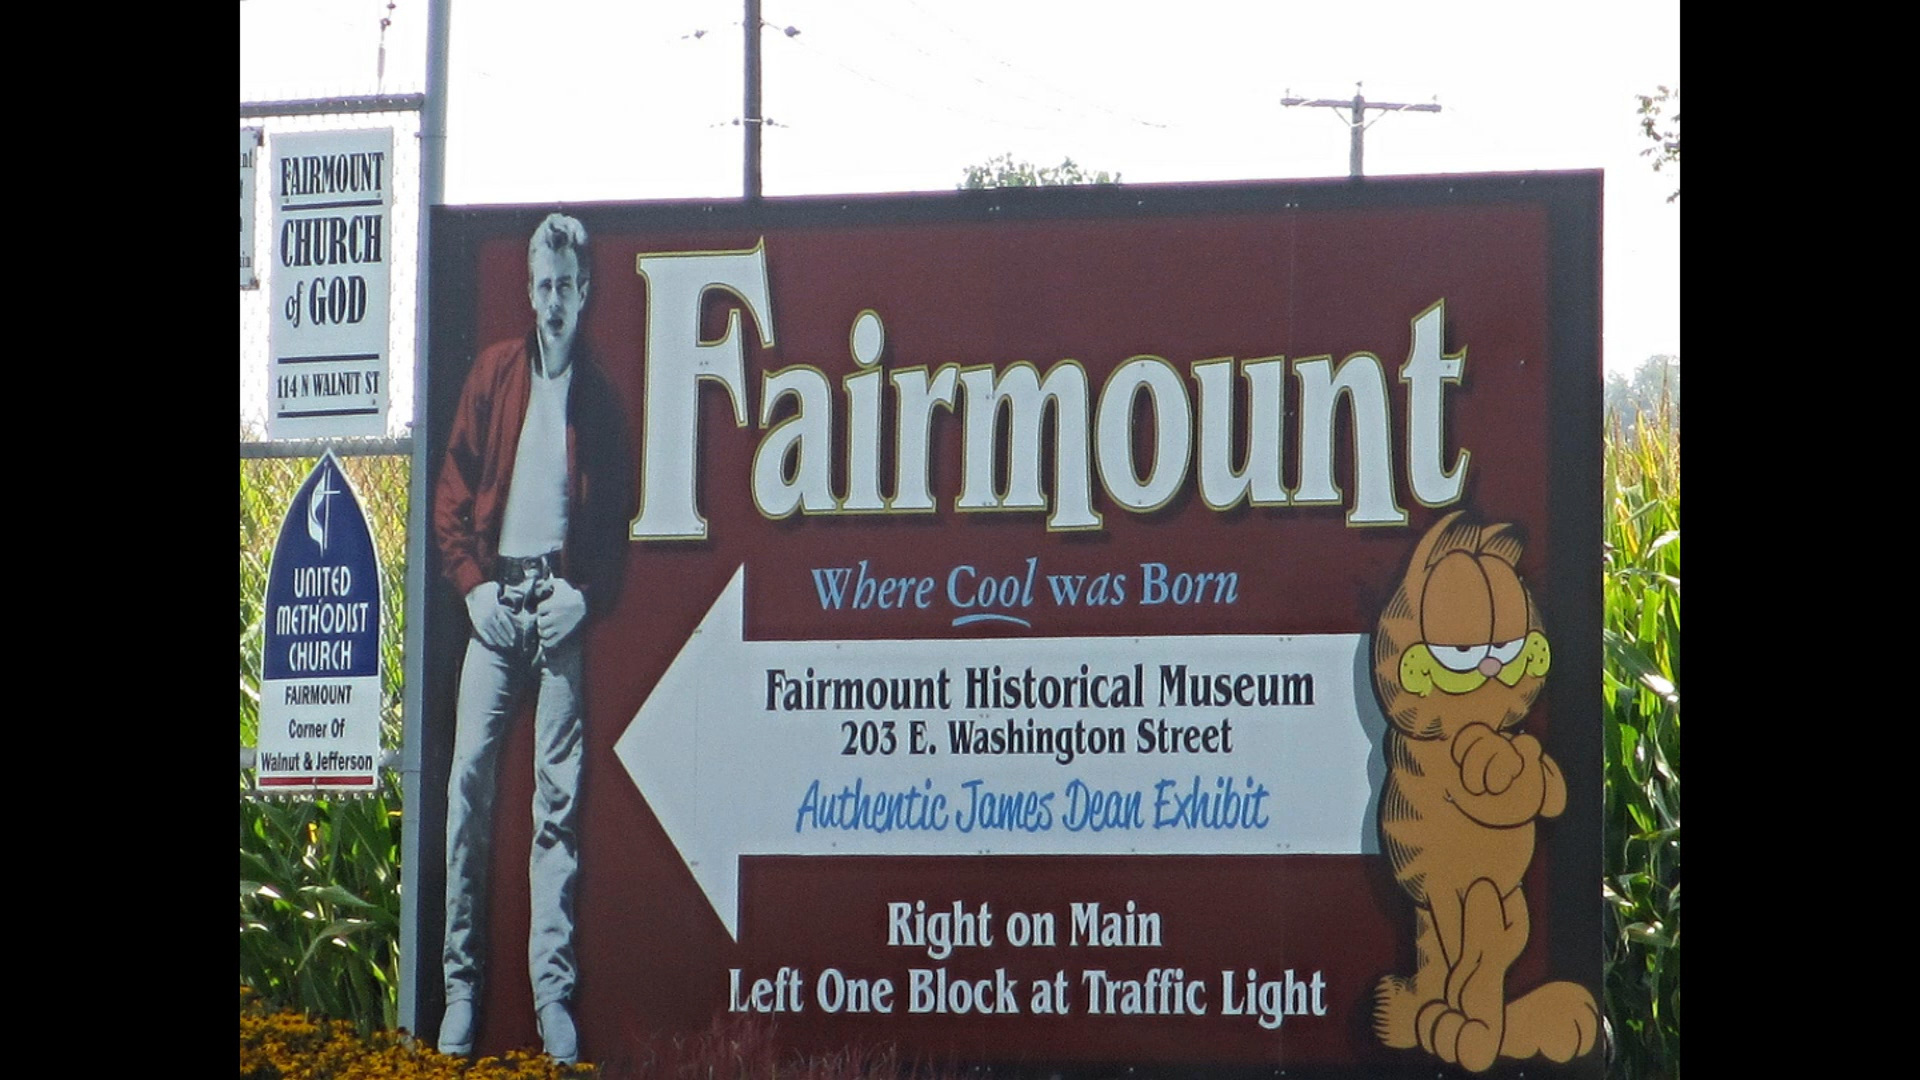 FAIRMOUNT
CHURCH
of GOD
114 N WALNUT ST
UNITED
METHODIST
CHURCH
FAIRMOUNT
Corner Of
Walnut & Jefferson
Fairmount
Where Cool was Born
Fairmount Historical Museum
203 E. Washington Street
Authentic James Dean Exhibit
Right on Main
Left One Block at Traffic Light